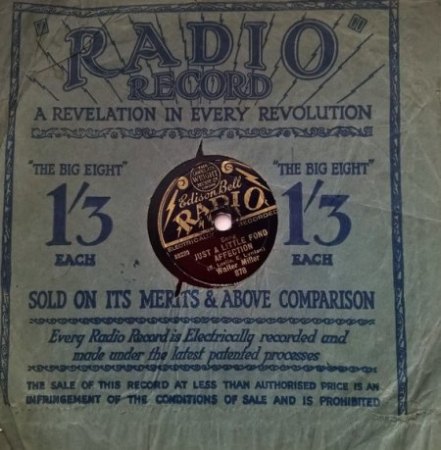 RADIO
RECORD
A REVELATION IN EVERY REVOLUTION
"THE BIG EIGHT"
1/3
EACH
"THE BIG EIGHT"
1/3
EACH
WRIGHT
Edison Bell
RADIO
ELECTRICALLY RECORDED
JUST A LITTLE FOND
AFFECTION
Walter Miller
SOLD ON ITS MERITS & ABOVE COMPARISON
Every Radio Record is Electrically recorded and
made under the latest patented processes
THE SALE OF THIS RECORD AT LESS THAN AUTHORISED PRICE IS AN
INFRINGEMENT OF THE CONDITIONS OF SALE AND IS PROHIBITED